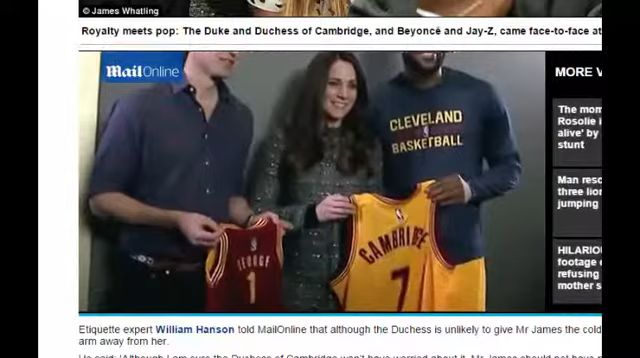 © James Whatling
Royalty meets pop: The Duke and Duchess of Cambridge, and Beyoncé and Jay-Z, came face-to-face at
Mail Online
MORE
CLEVELAND
BASKETBALL
GEORGE
1
CAMBRIDGE
7
The mom
Rosolie i
alive' by
stunt
Man resc
three lion
jumping
HILARIOU
footage o
refusing
mother s
Etiquette expert William Hanson told MailOnline that although the Duchess is unlikely to give Mr James the cold
arm away from her.